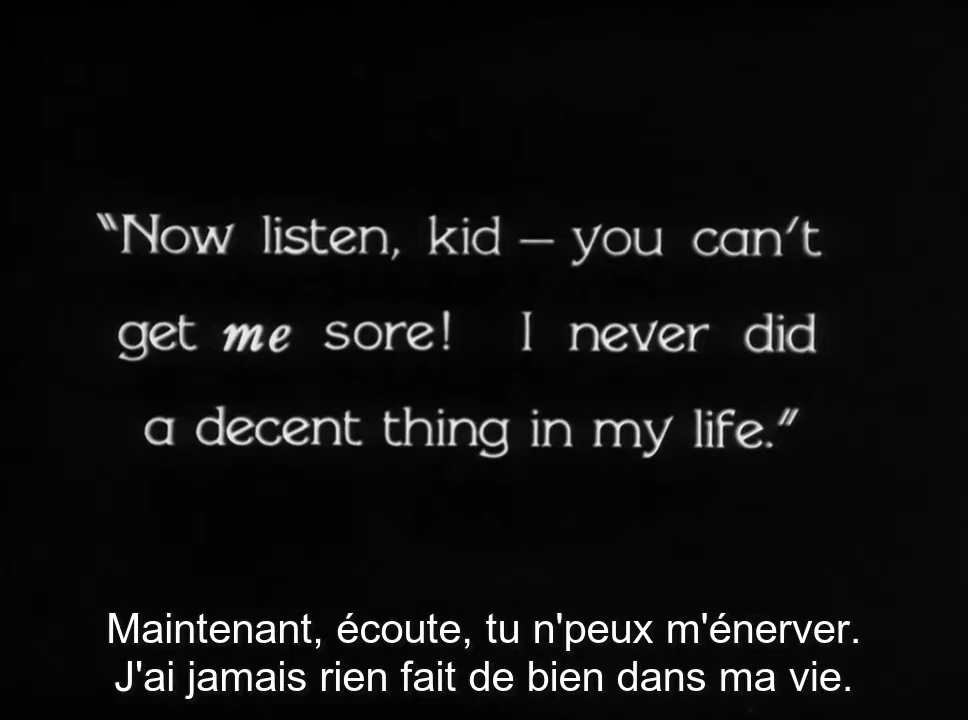 “Now listen, kid – you can't
get me sore! I never did
a decent thing in my life.”
Maintenant, écoute, tu n'peux m'énerver.
J'ai jamais rien fait de bien dans ma vie.